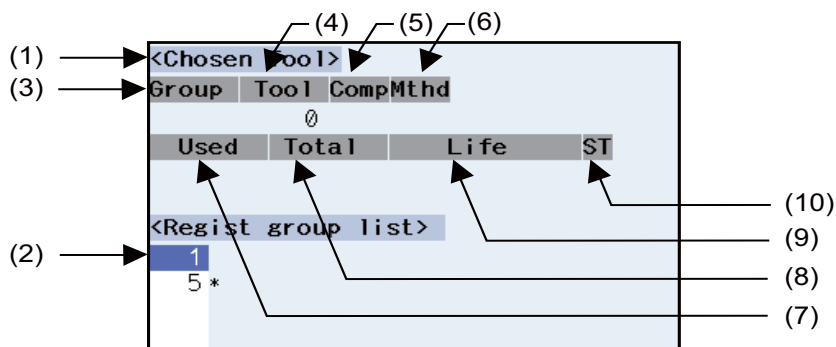 (4) (5) (6)
(1) <Chosen Tool>
(3) Group Tool Comp Mthd
0
Used Total Life ST
(10)
<Regist group list>
(9)
(2) 1
(8)
5 *
(7)